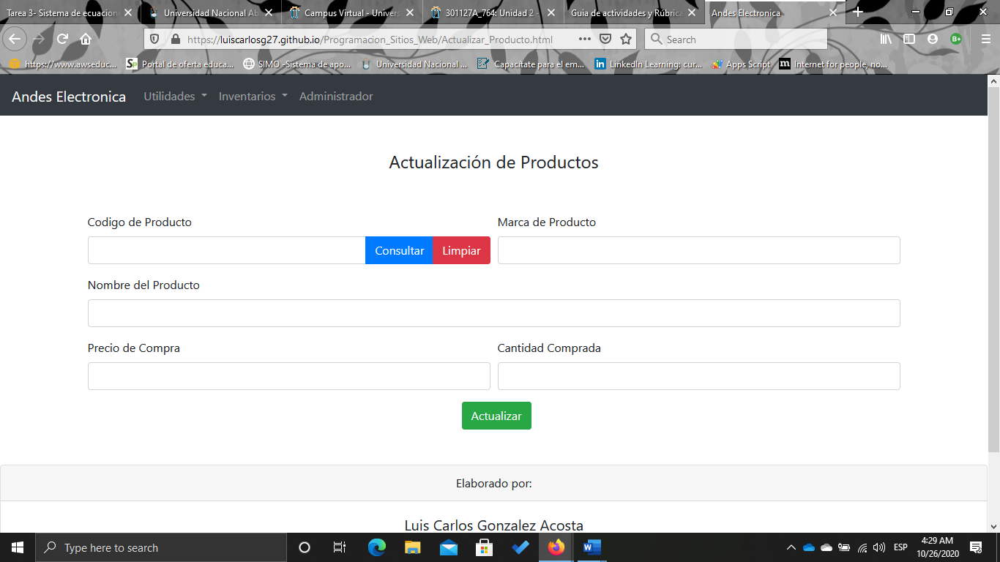 Tarea 3- Sistema de ecuacion
Universidad Nacional Ab
Campus Virtual - Univers
301127A_764: Unidad 2 -
Guia de actividades y Rúbrica
Andes Electronica
https://luiscarlosg27.github.io/Programacion_Sitios_Web/Actualizar_Producto.html
Search
https://www.awseduc...
Portal de oferta educa...
SIMO -Sistema de apo...
Universidad Nacional ...
Capacítate para el em...
LinkedIn Learning: cur...
Apps Script
Internet for people, no...
Andes Electronica Utilidades Inventarios Administrador
Actualización de Productos
Codigo de Producto Marca de Producto
Consultar Limpiar
Nombre del Producto
Precio de Compra Cantidad Comprada
Actualizar
Elaborado por:
Luis Carlos Gonzalez Acosta
Type here to search
ESP
4:29 AM
10/26/2020